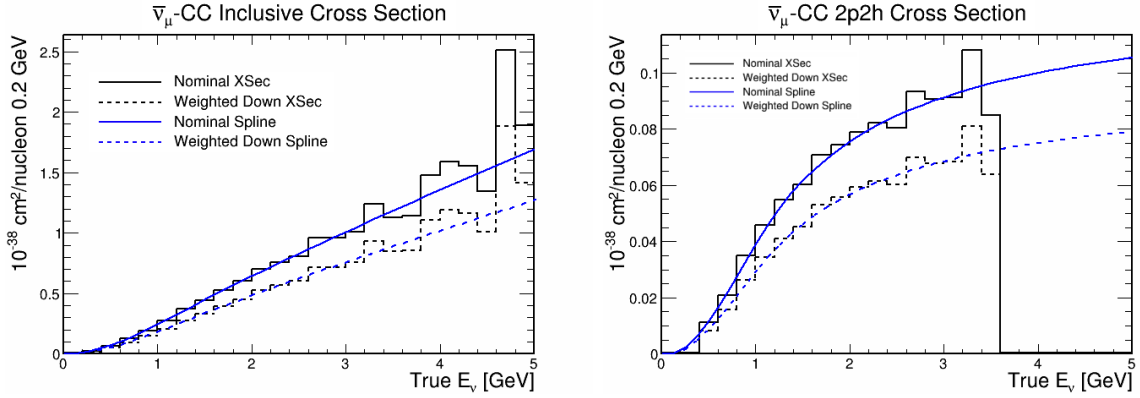 ν̅μ-CC Inclusive Cross Section
10⁻³⁸ cm²/nucleon 0.2 GeV
2.5
2
1.5
1
0.5
0
Nominal XSec
Weighted Down XSec
Nominal Spline
Weighted Down Spline
0 1 2 3 4 5
True Eν [GeV]
ν̅μ-CC 2p2h Cross Section
10⁻³⁸ cm²/nucleon 0.2 GeV
0.1
0.08
0.06
0.04
0.02
0
Nominal XSec
Weighted Down XSec
Nominal Spline
Weighted Down Spline
0 1 2 3 4 5
True Eν [GeV]